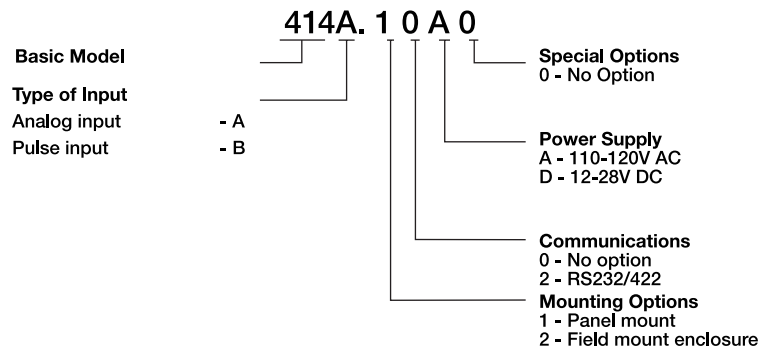 414A. 1 0 A 0
Basic Model
Type of Input
Analog input - A
Pulse input - B
Special Options
0 - No Option
Power Supply
A - 110-120V AC
D - 12-28V DC
Communications
0 - No option
2 - RS232/422
Mounting Options
1 - Panel mount
2 - Field mount enclosure